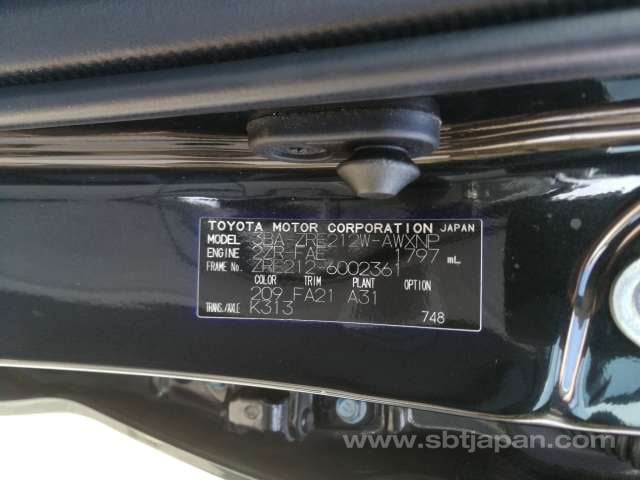 TOYOTA MOTOR CORPORATION JAPAN
MODEL 3BA-ZRE212W-AWXNP
ENGINE 2ZR-FAE 1797 mL
FRAME No. ZRE212-6002361
COLOR TRIM PLANT OPTION
209 FA21 A31
TRANS./AXLE K313
748
www.sbtjapan.com